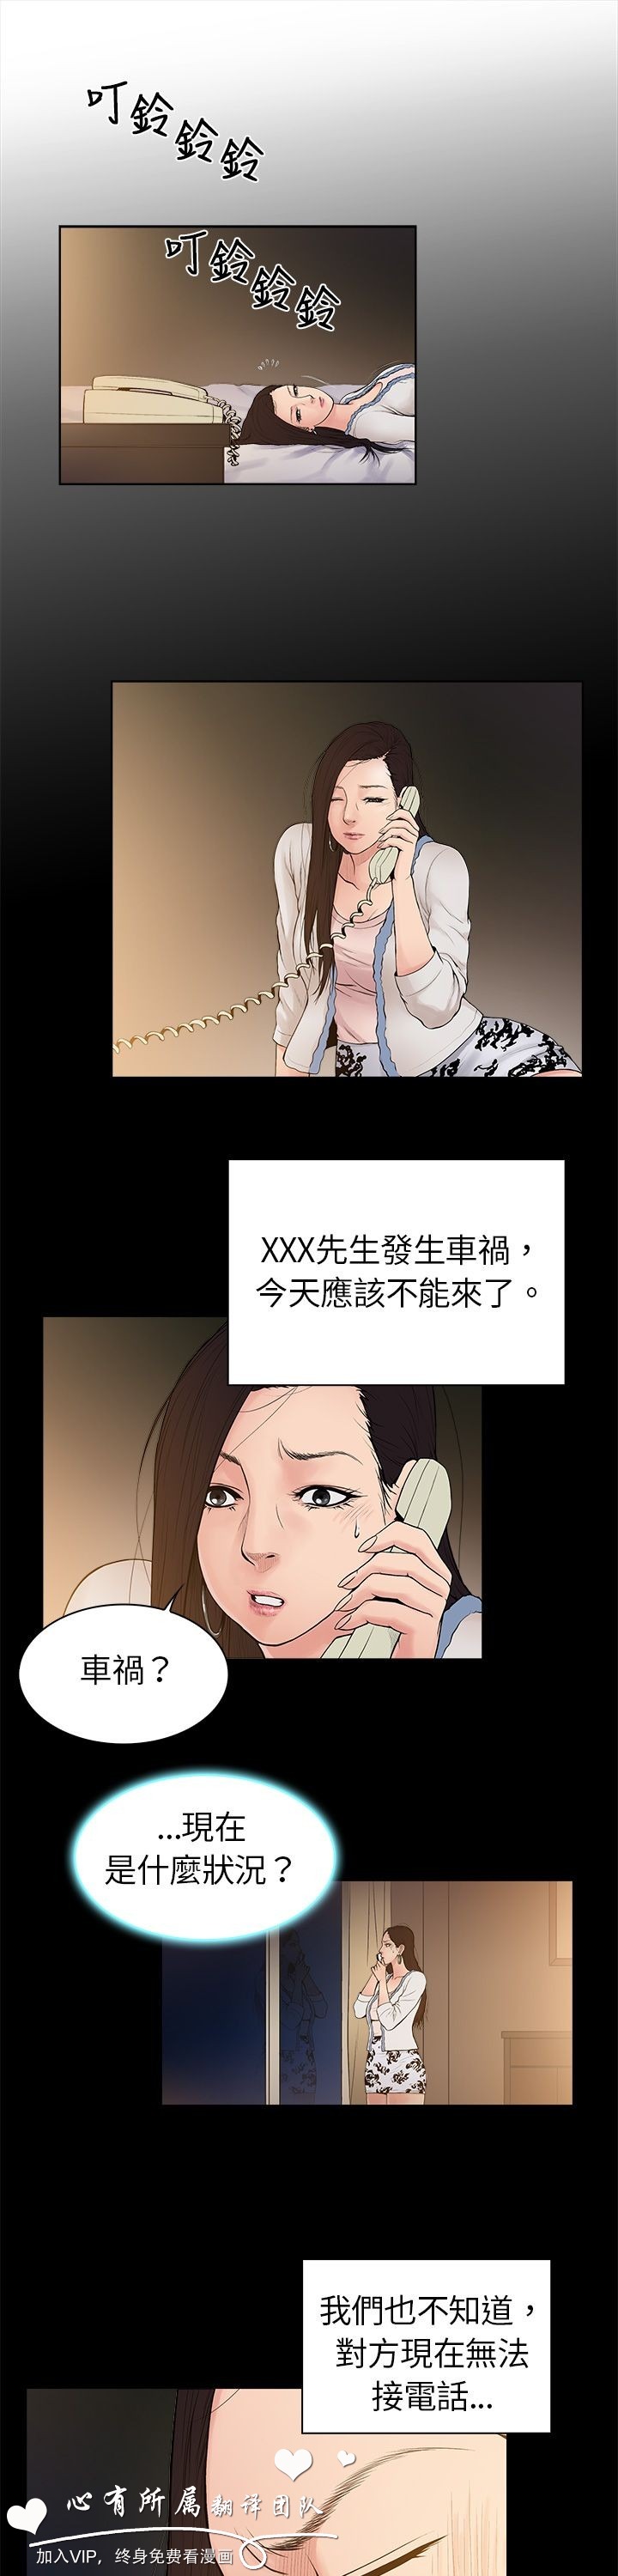 叮鈴鈴鈴
叮鈴鈴鈴
XXX先生發生車禍，
今天應該不能來了。
車禍？
...現在
是什麼狀況？
我們也不知道，
對方現在無法
接電話...
心有所属翻译团队
加入VIP，终身免费看漫画